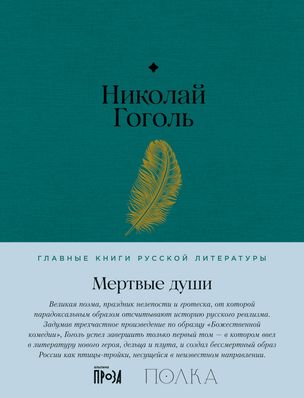 Николай
Гоголь
ГЛАВНЫЕ КНИГИ РУССКОЙ ЛИТЕРАТУРЫ
Мертвые души
Великая поэма, праздник нелепости и гротеска, от которой
парадоксальным образом отсчитывают историю русского реализма.
Задумав трехчастное произведение по образцу «Божественной
комедии», Гоголь успел завершить только первый том — в котором ввел
в литературу нового героя, дельца и плута, и создал бессмертный образ
России как птицы-тройки, несущейся в неизвестном направлении.
АЛЬПИНА
ПРОЗА
ПОЛКА